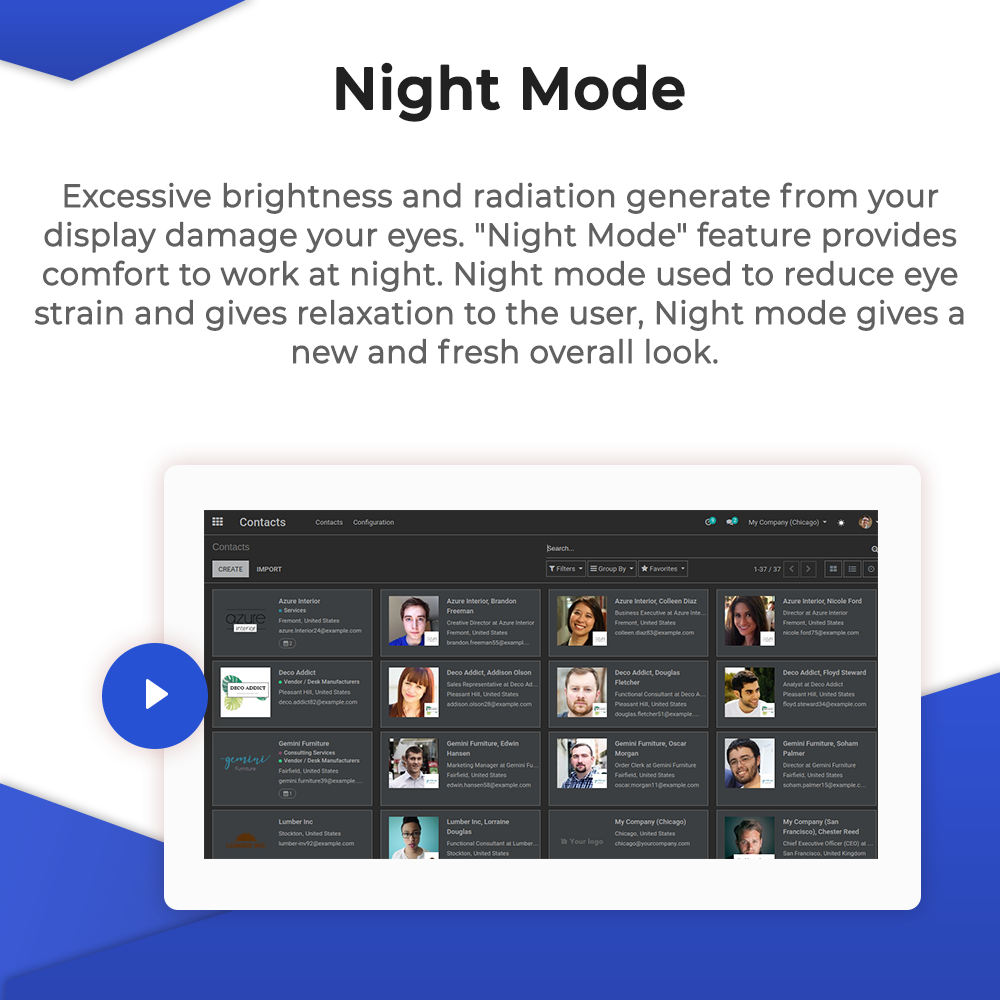 Night Mode
Excessive brightness and radiation generate from your
display damage your eyes. "Night Mode" feature provides
comfort to work at night. Night mode used to reduce eye
strain and gives relaxation to the user, Night mode gives a
new and fresh overall look.
Contacts
Contacts Configuration
My Company (Chicago)
Contacts
Search...
CREATE IMPORT
Filters Group By Favorites
1-37 / 37
azure
interior
Azure Interior
Services
Fremont, United States
azure.Interior24@example.com
2
Azure Interior, Brandon
Freeman
Creative Director at Azure Interior
Fremont, United States
brandon.freeman55@exampl...
Azure Interior, Colleen Diaz
Business Executive at Azure Inte...
Fremont, United States
colleen.diaz83@example.com
Azure Interior, Nicole Ford
Director at Azure Interior
Fremont, United States
nicole.ford75@example.com
DECO ADDICT
Deco Addict
Vendor / Desk Manufacturers
Pleasant Hill, United States
deco.addict82@example.com
Deco Addict, Addison Olson
Sales Representative at Deco Ad...
Pleasant Hill, United States
addison.olson28@example.com
Deco Addict, Douglas
Fletcher
Functional Consultant at Deco A...
Pleasant Hill, United States
douglas.fletcher51@example....
Deco Addict, Floyd Steward
Analyst at Deco Addict
Pleasant Hill, United States
floyd.steward34@example.com
gemini
Furniture
Gemini Furniture
Consulting Services
Vendor / Desk Manufacturers
Fairfield, United States
gemini.furniture39@example....
1
Gemini Furniture, Edwin
Hansen
Marketing Manager at Gemini Fu...
Fairfield, United States
edwin.hansen58@example.com
Gemini Furniture, Oscar
Morgan
Order Clerk at Gemini Furniture
Fairfield, United States
oscar.morgan11@example.com
Gemini Furniture, Soham
Palmer
Director at Gemini Furniture
Fairfield, United States
soham.palmer15@example.c...
LUMBER INC
Lumber Inc
Stockton, United States
lumber-inv92@example.com
Lumber Inc, Lorraine
Douglas
Functional Consultant at Lumber...
Stockton, United States
Your logo
My Company (Chicago)
Chicago, United States
chicago@yourcompany.com
My Company (San
Francisco), Chester Reed
Chief Executive Officer (CEO) at ...
San Francisco, United Kingdom